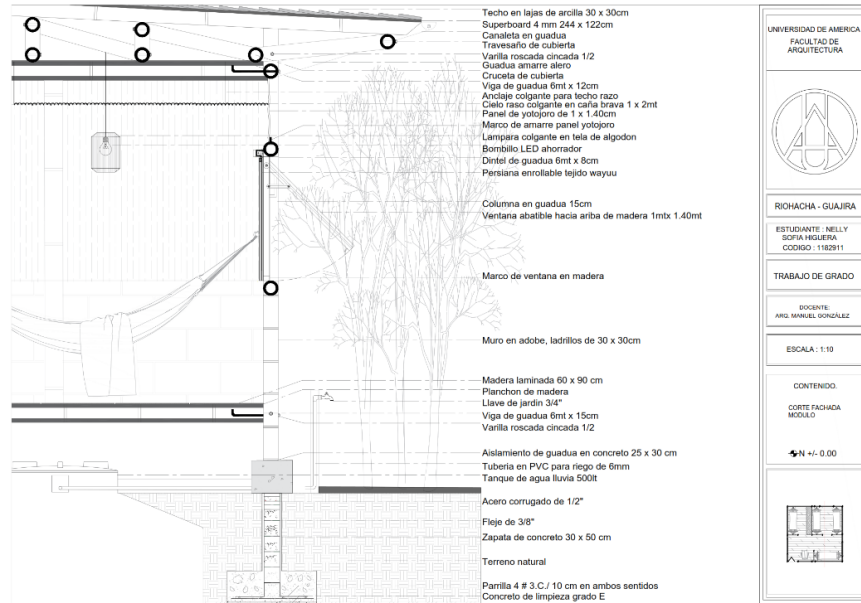 Techo en lajas de arcilla 30 x 30cm
Superboard 4 mm 244 x 122cm
Canaleta en guadua
Travesaño de cubierta
Varilla roscada cincada 1/2
Guadua amarre alero
Cruceta de cubierta
Viga de guadua 6mt x 12cm
Anclaje colgante para techo razo
Cielo raso colgante en caña brava 1 x 2mt
Panel de yotojoro de 1 x 1.40cm
Marco de amarre panel yotojoro
Lampara colgante en tela de algodon
Bombillo LED ahorrador
Dintel de guadua 6mt x 8cm
Persiana enrollable tejido wayuu
Columna en guadua 15cm
Ventana abatible hacia ariba de madera 1mtx 1.40mt
Marco de ventana en madera
Muro en adobe, ladrillos de 30 x 30cm
Madera laminada 60 x 90 cm
Planchon de madera
Llave de jardin 3/4"
Viga de guadua 6mt x 15cm
Varilla roscada cincada 1/2
Aislamiento de guadua en concreto 25 x 30 cm
Tuberia en PVC para riego de 6mm
Tanque de agua lluvia 500lt
Acero corrugado de 1/2"
Fleje de 3/8"
Zapata de concreto 30 x 50 cm
Terreno natural
Parrilla 4 # 3.C./ 10 cm en ambos sentidos
Concreto de limpieza grado E
UNIVERSIDAD DE AMERICA
FACULTAD DE
ARQUITECTURA
RIOHACHA - GUAJIRA
ESTUDIANTE : NELLY
SOFIA HIGUERA
CODIGO : 1182911
TRABAJO DE GRADO
DOCENTE:
ARQ. MANUEL GONZÁLEZ
ESCALA : 1:10
CONTENIDO.
CORTE FACHADA
MODULO
N +/- 0.00